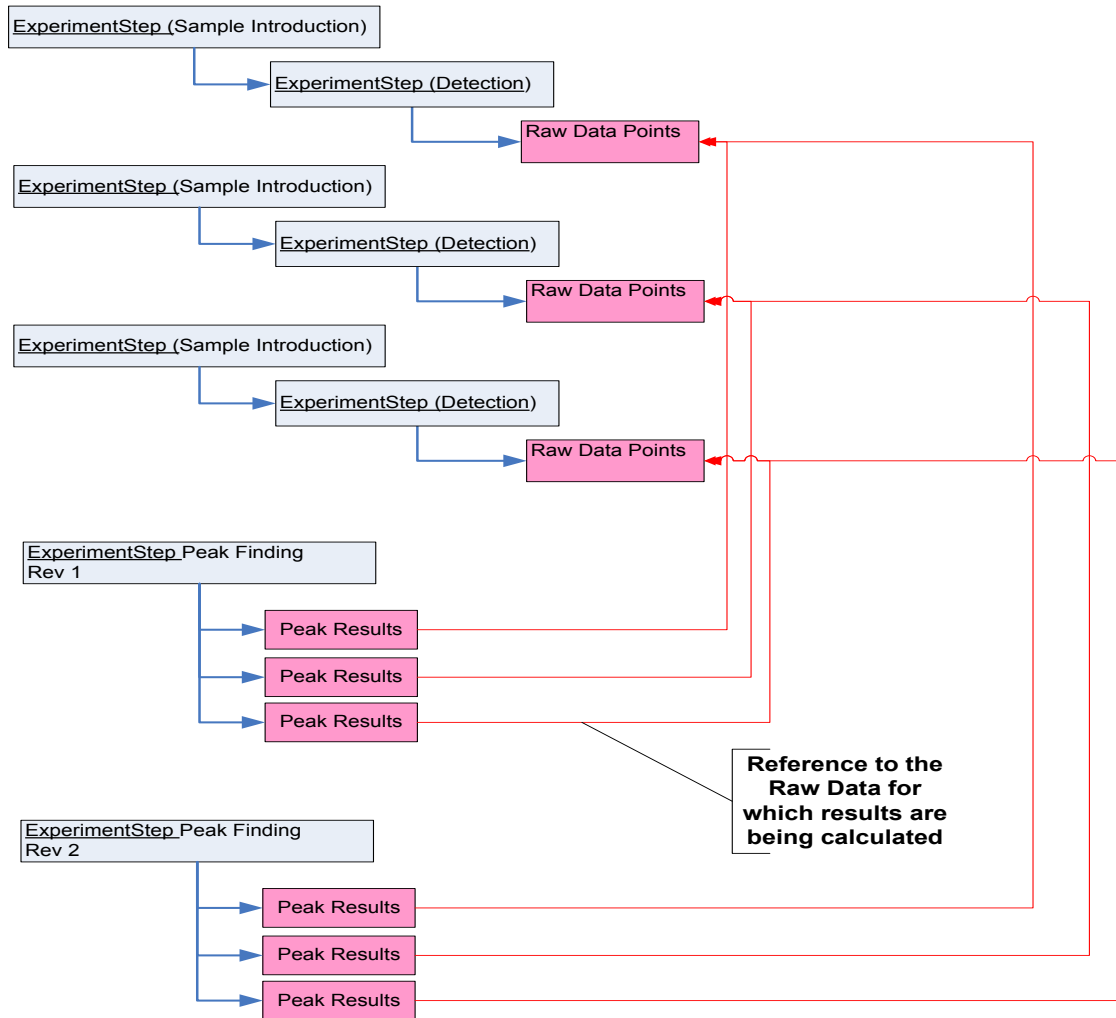 ExperimentStep (Sample Introduction)
ExperimentStep (Detection)
Raw Data Points
ExperimentStep (Sample Introduction)
ExperimentStep (Detection)
Raw Data Points
ExperimentStep (Sample Introduction)
ExperimentStep (Detection)
Raw Data Points
ExperimentStep Peak Finding
Rev 1
Peak Results
Peak Results
Peak Results
Reference to the
Raw Data for
which results are
being calculated
ExperimentStep Peak Finding
Rev 2
Peak Results
Peak Results
Peak Results